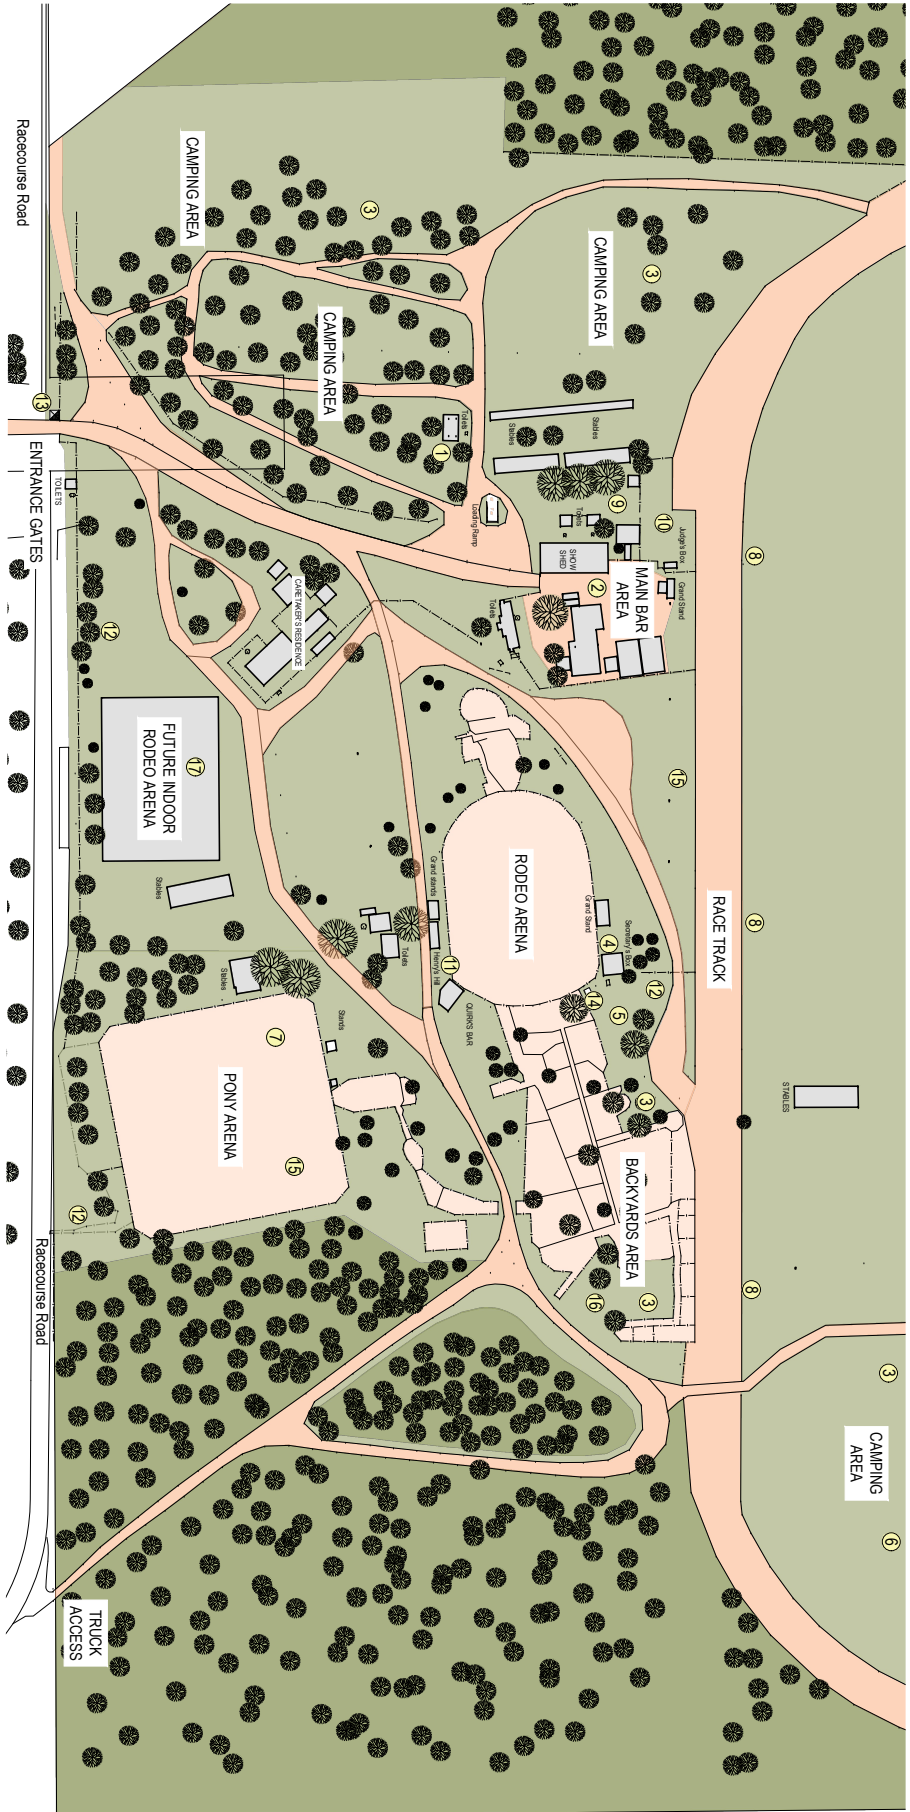 Racecourse Road
CAMPING AREA
3
CAMPING AREA
3
CAMPING AREA
Toilets
1
Stables
Stables
9
10
Judge's Box
8
13
ENTRANCE GATES
TOILETS
Loading Ramp
Toilets
SHOW
SHED
2
MAIN BAR
AREA
Grand Stand
Toilets
CARETAKER'S RESIDENCE
12
FUTURE INDOOR
RODEO ARENA
17
15
Stables
RODEO ARENA
Grand stands
Henry's Hill
11
QUIRK'S BAR
Grand Stand
4
Secretary's Box
12
14
5
RACE TRACK
8
Toilets
Stables
Stands
7
PONY ARENA
15
12
3
BACKYARDS AREA
16
3
STABLES
8
3
CAMPING
AREA
6
Racecourse Road
TRUCK
ACCESS